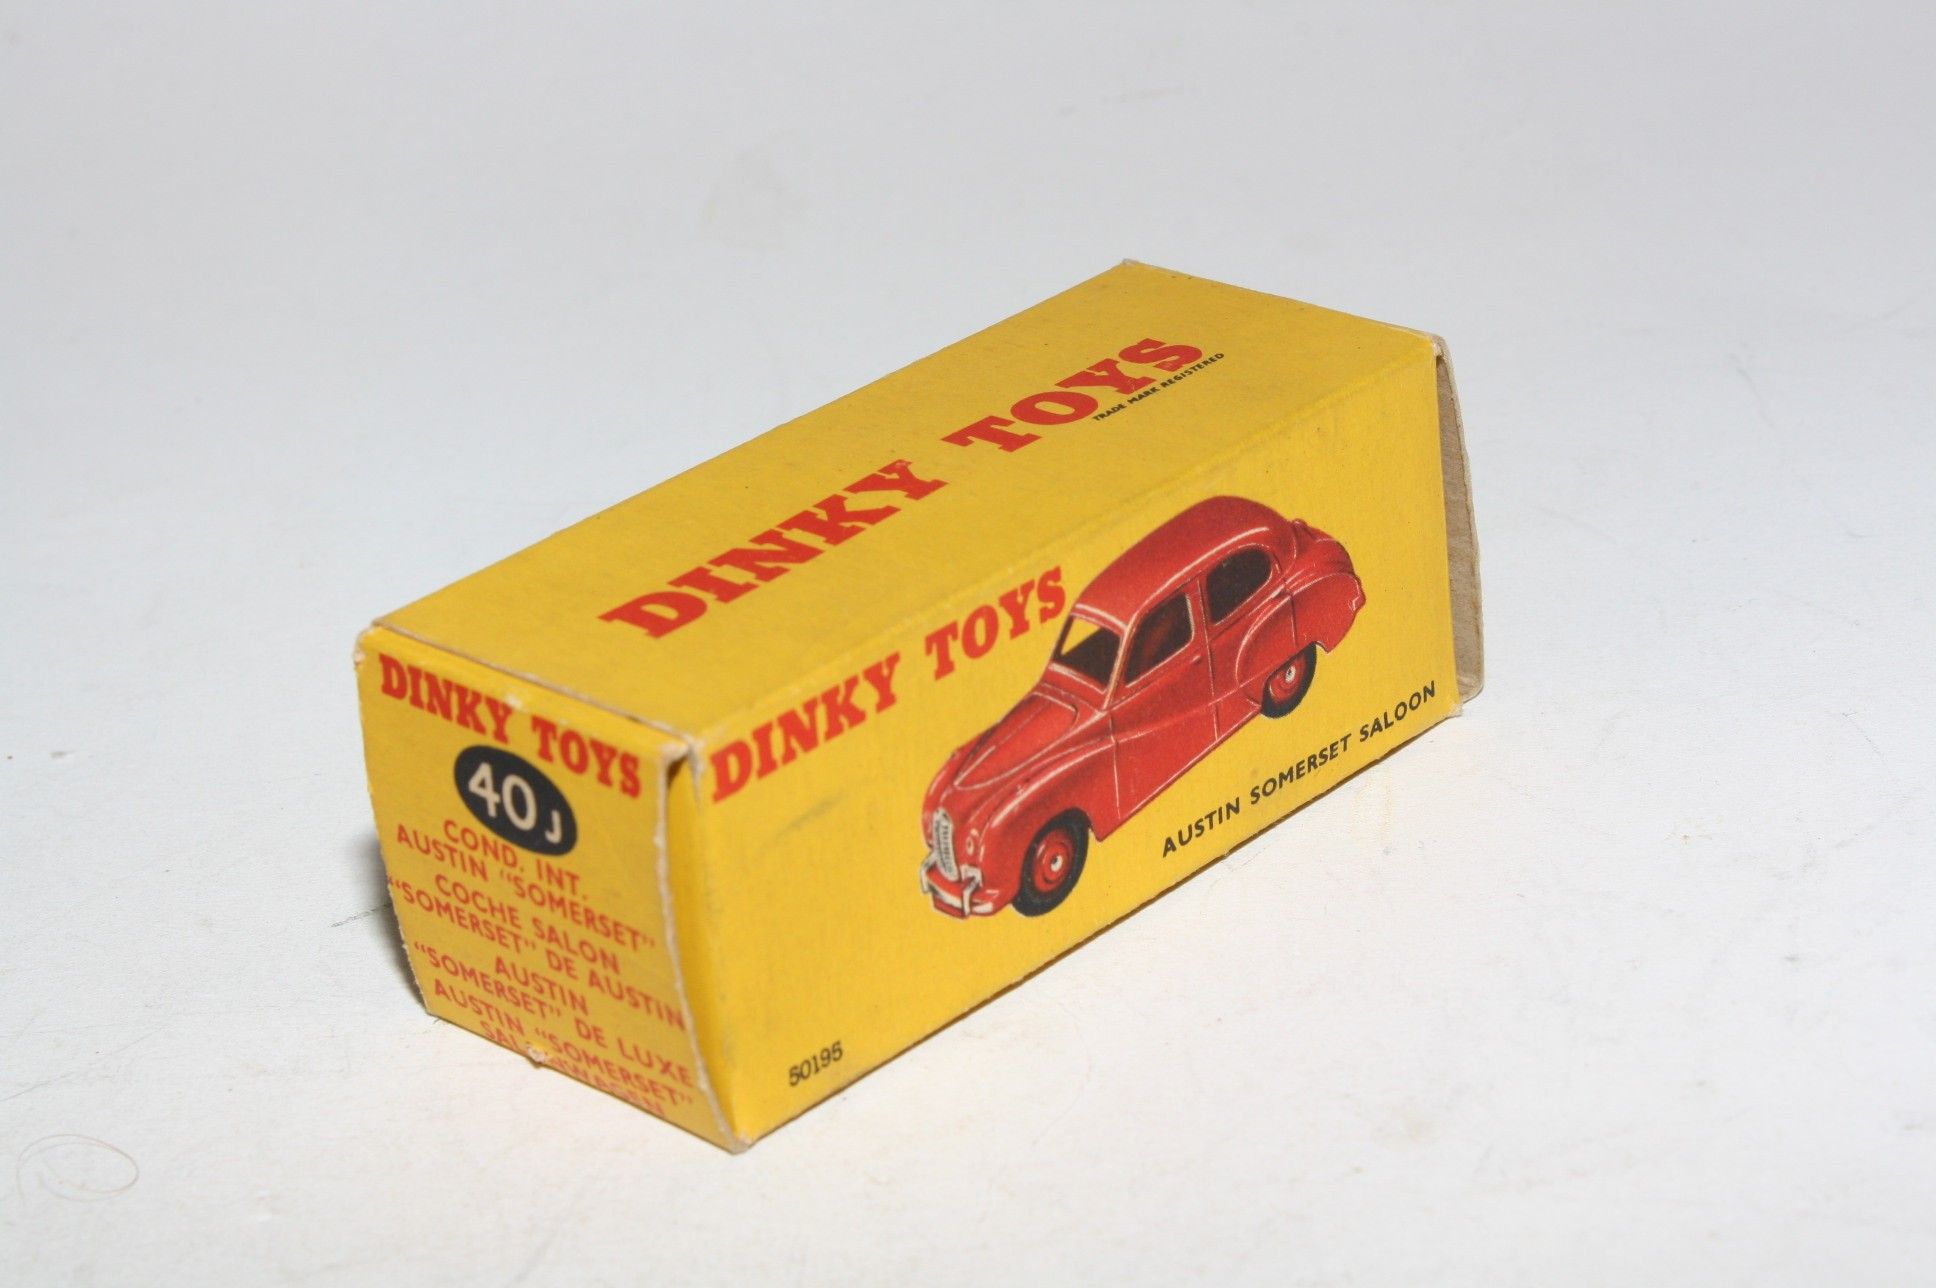 DINKY TOYS
TRADE MARK REGISTERED
DINKY TOYS
AUSTIN SOMERSET SALOON
50195
DINKY TOYS
40J
COND. INT.
AUSTIN "SOMERSET"
COCHE SALON
"SOMERSET" DE AUSTIN
AUSTIN
"SOMERSET" DE LUXE
AUSTIN "SOMERSET"
SALONWAGEN